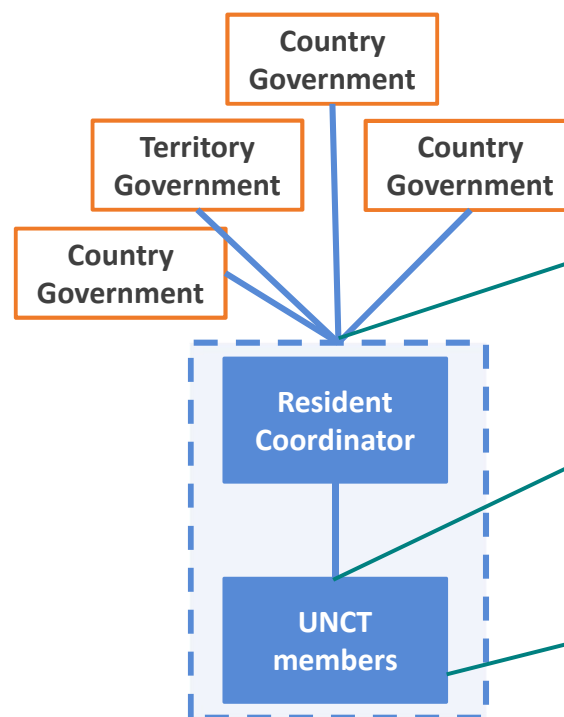 Country
Government
Territory
Government
Country
Government
Country
Government
Resident
Coordinator
UNCT
members